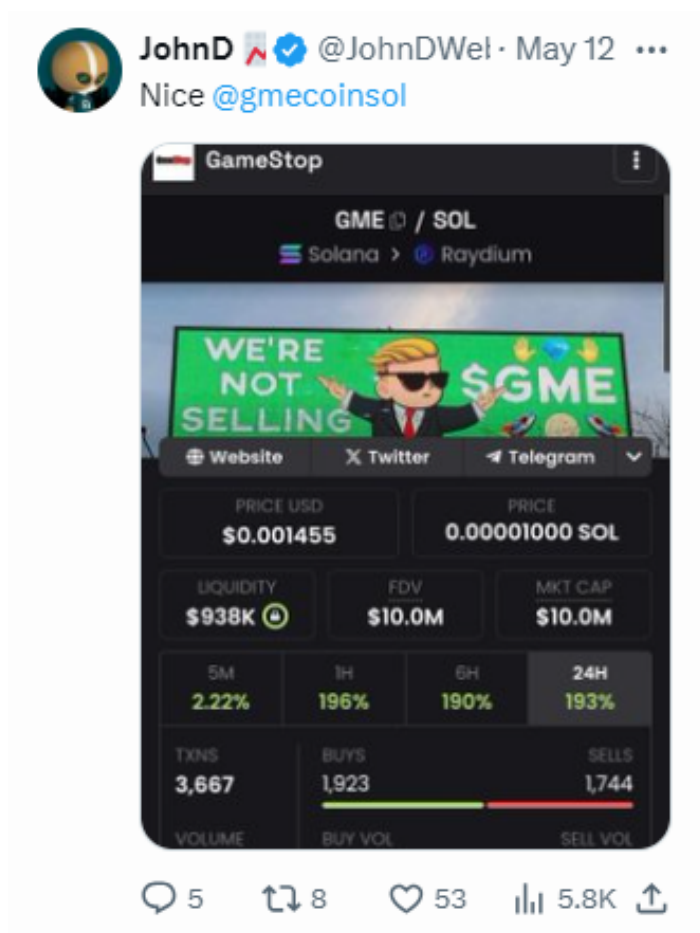 JohnD @JohnDWel · May 12
Nice @gmecoinsol
GameStop
GME / SOL
Solana > Raydium
WE'RE
NOT
SELLING
$GME
Website Twitter Telegram
PRICE USD PRICE
$0.001455 0.00001000 SOL
LIQUIDITY FDV MKT CAP
$938K $10.0M $10.0M
5M 1H 6H 24H
2.22% 196% 190% 193%
TXNS BUYS SELLS
3,667 1,923 1,744
VOLUME BUY VOL SELL VOL
5 8 53 5.8K